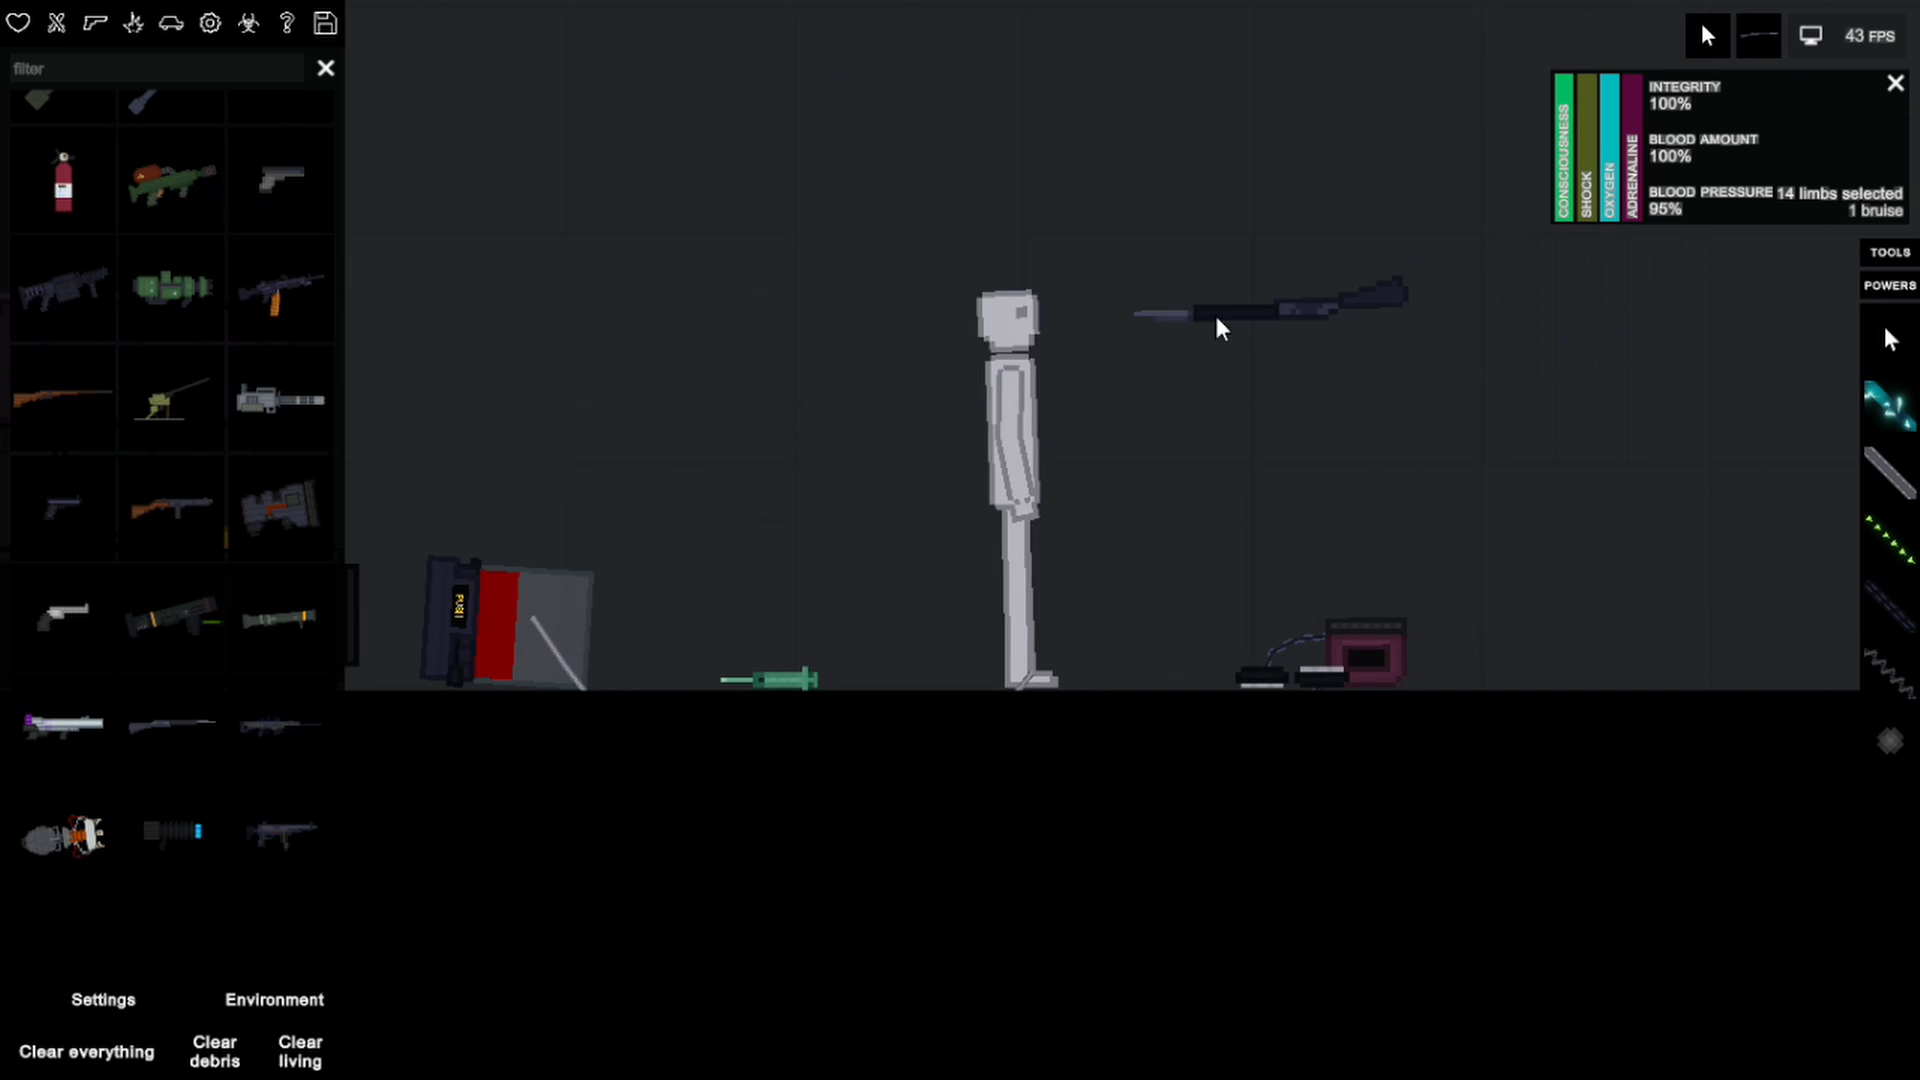 filter
43 FPS
CONSCIOUSNESS
SHOCK
OXYGEN
ADRENALINE
INTEGRITY
100%
BLOOD AMOUNT
100%
BLOOD PRESSURE
95%
14 limbs selected
1 bruise
TOOLS
POWERS
Settings
Environment
Clear everything
Clear
debris
Clear
living